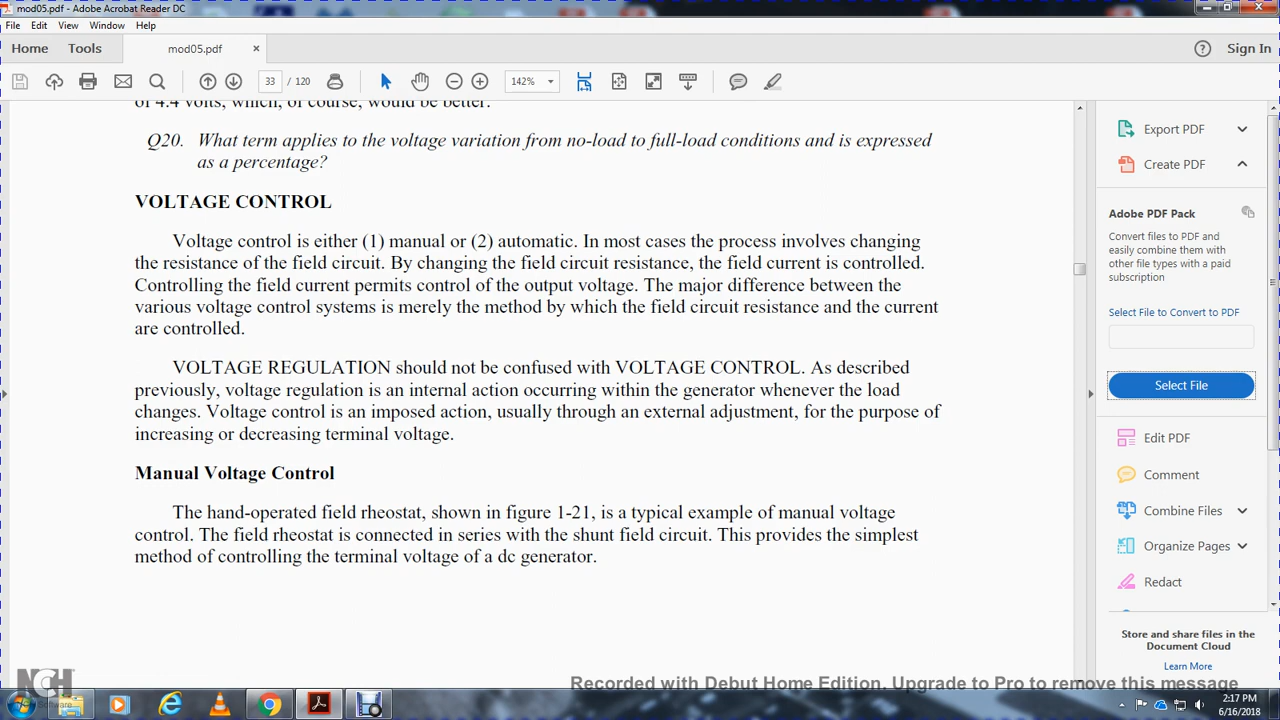 mod05.pdf - Adobe Acrobat Reader DC
File Edit View Window Help
Home Tools mod05.pdf × Sign In
33 / 120 142%
of 4.4 volts, which, of course, would be better.
Q20. What term applies to the voltage variation from no-load to full-load conditions and is expressed
as a percentage?
VOLTAGE CONTROL
Voltage control is either (1) manual or (2) automatic. In most cases the process involves changing
the resistance of the field circuit. By changing the field circuit resistance, the field current is controlled.
Controlling the field current permits control of the output voltage. The major difference between the
various voltage control systems is merely the method by which the field circuit resistance and the current
are controlled.
VOLTAGE REGULATION should not be confused with VOLTAGE CONTROL. As described
previously, voltage regulation is an internal action occurring within the generator whenever the load
changes. Voltage control is an imposed action, usually through an external adjustment, for the purpose of
increasing or decreasing terminal voltage.
Manual Voltage Control
The hand-operated field rheostat, shown in figure 1-21, is a typical example of manual voltage
control. The field rheostat is connected in series with the shunt field circuit. This provides the simplest
method of controlling the terminal voltage of a dc generator.
Export PDF
Create PDF
Adobe PDF Pack
Convert files to PDF and
easily combine them with
other file types with a paid
subscription
Select File to Convert to PDF
Select File
Edit PDF
Comment
Combine Files
Organize Pages
Redact
Store and share files in the
Document Cloud
Learn More
NCH
Software
Recorded with Debut Home Edition. Upgrade to Pro to remove this message
2:17 PM
6/16/2018